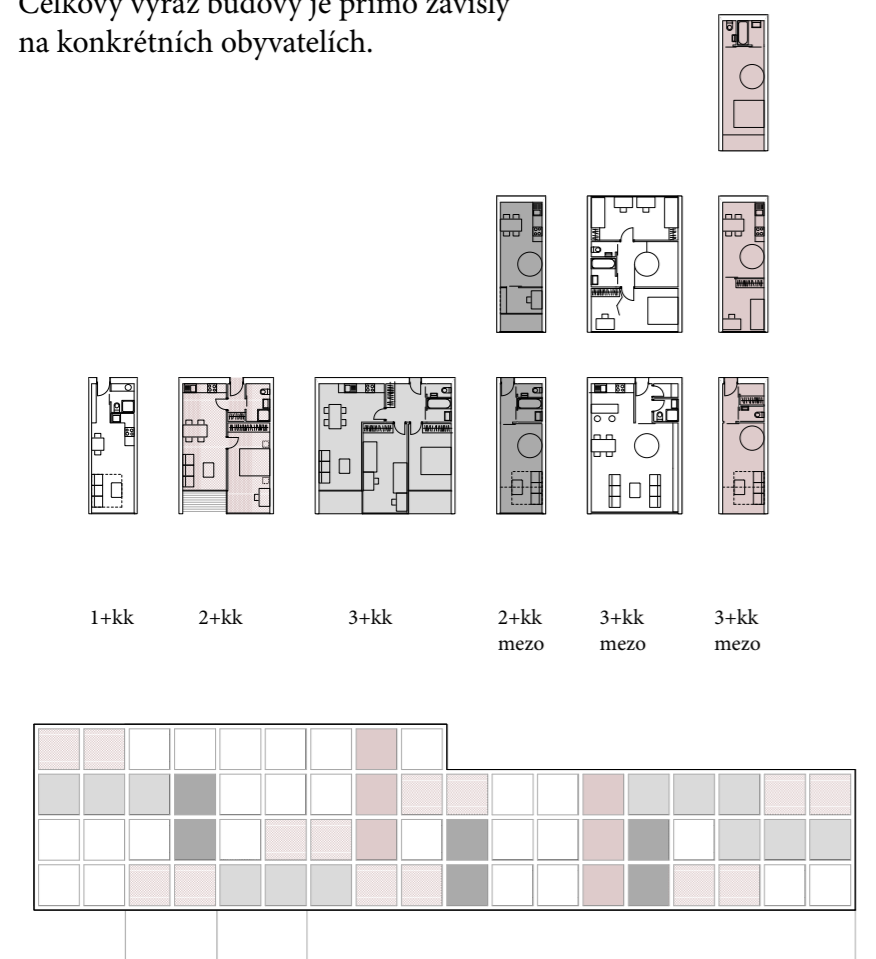 Celkový výraz budovy je přímo závislý
na konkrétních obyvatelích.
1+kk
2+kk
3+kk
2+kk
mezo
3+kk
mezo
3+kk
mezo